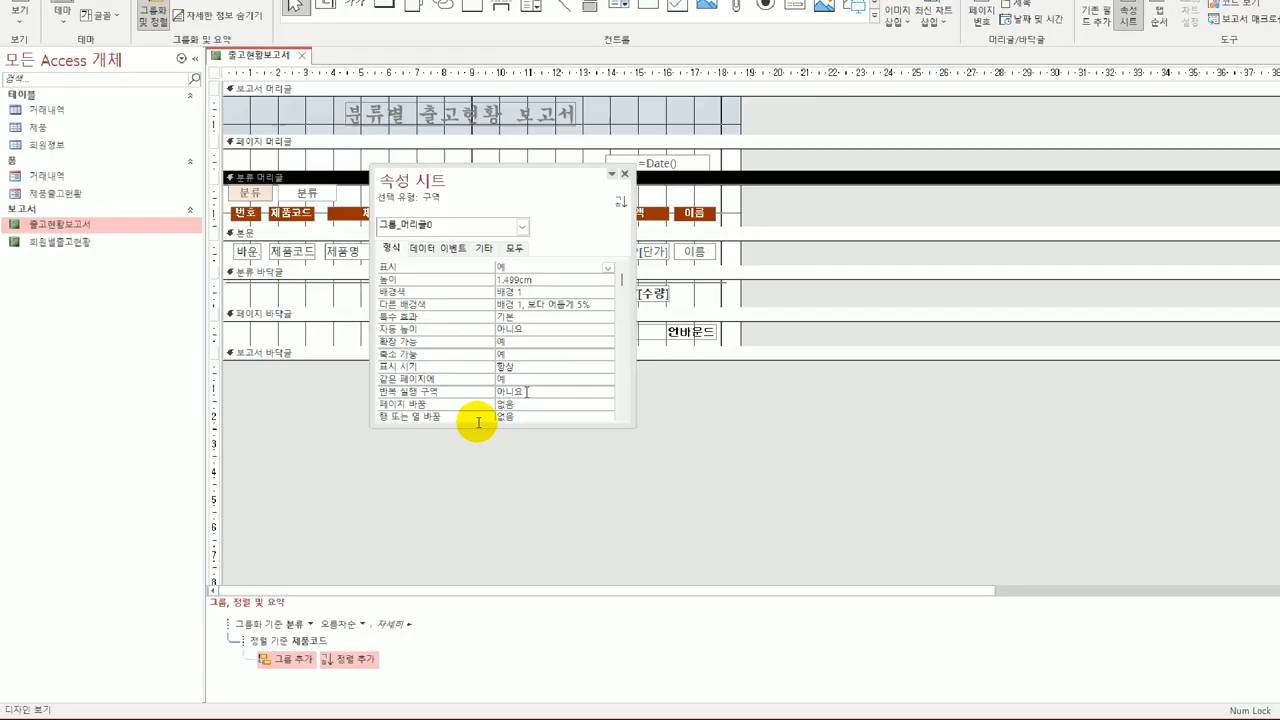 보기
테마
글꼴
그룹화
및 정렬
자세한 정보 숨기기
이미지
삽입
최신 차트
삽입
페이지
번호
제목
날짜 및 시간
기존 필
드 추가
속성
시트
탭
순서
하위
설정
보기
테마
그룹화 및 요약
컨트롤
머리글/바닥글
도구
모든 Access 개체
검색...
테이블
거래내역
제품
회원정보
폼
거래내역
제품출고현황
보고서
출고현황보고서
회원별출고현황
출고현황보고서
보고서 머리글
분류별 출고현황 보고서
페이지 머리글
=Date()
분류 머리글
분류
분류
번호
제품코드
이름
본문
바운
제품코드
제품명
[단가]
이름
분류 바닥글
[수량]
페이지 바닥글
언바운드
보고서 바닥글
속성 시트
선택 유형: 구역
그룹_머리글0
형식 데이터 이벤트 기타 모두
표시 예
높이 1.499cm
배경색 배경 1
다른 배경색 배경 1, 보다 어둡게 5%
특수 효과 기본
자동 높이 아니요
확장 가능 예
축소 가능 예
표시 시기 항상
같은 페이지에 예
반복 실행 구역 아니요
페이지 바꿈 없음
행 또는 열 바꿈 없음
그룹, 정렬 및 요약
그룹화 기준 분류 오름차순, 자세히
정렬 기준 제품코드
그룹 추가
정렬 추가
디자인 보기
Num Lock